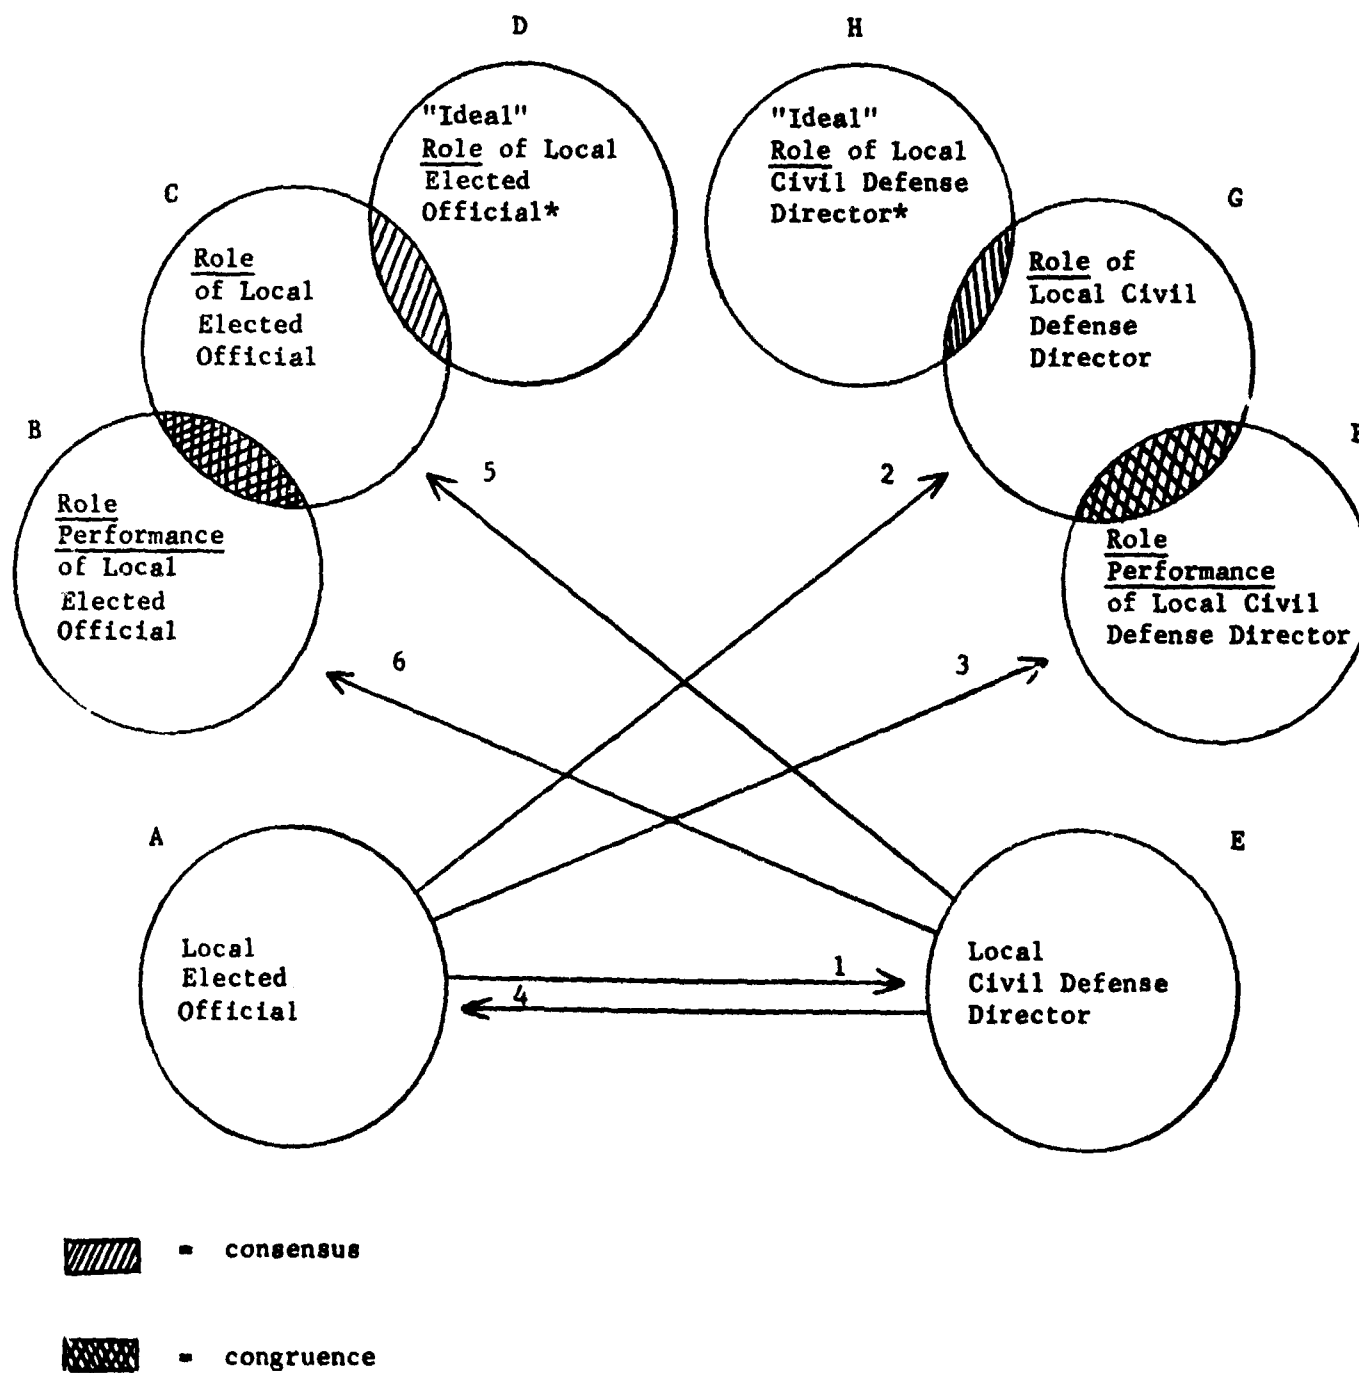 D
H
"Ideal"
Role of Local
Elected
Official*
"Ideal"
Role of Local
Civil Defense
Director*
C
G
Role
of Local
Elected
Official
Role of
Local Civil
Defense
Director
B
Role
Performance
of Local
Elected
Official
Role
Performance
of Local Civil
Defense Director
5
2
6
3
A
E
Local
Elected
Official
Local
Civil Defense
Director
1
4
= consensus
= congruence